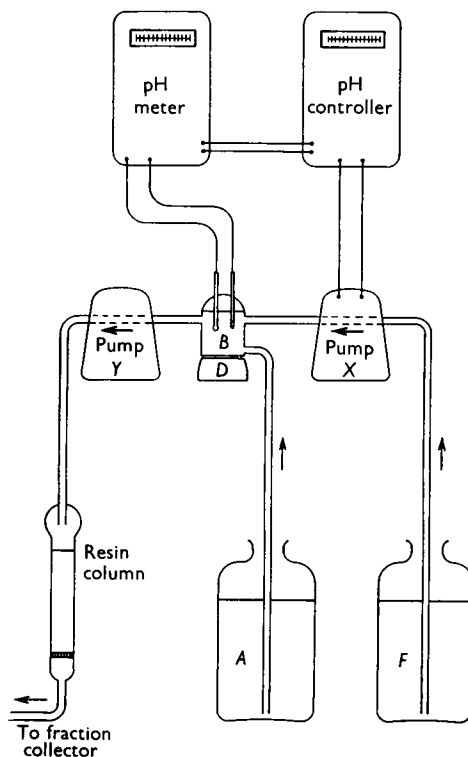 pH
meter
pH
controller
Pump
Y
B
D
Pump
X
Resin
column
A
F
To fraction
collector